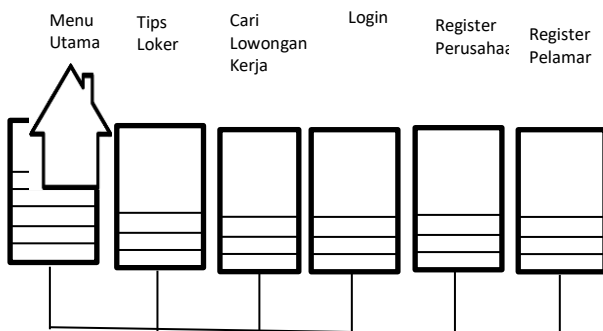 Menu
Utama
Tips
Loker
Cari
Lowongan
Kerja
Login
Register
Perusahaa
Register
Pelamar